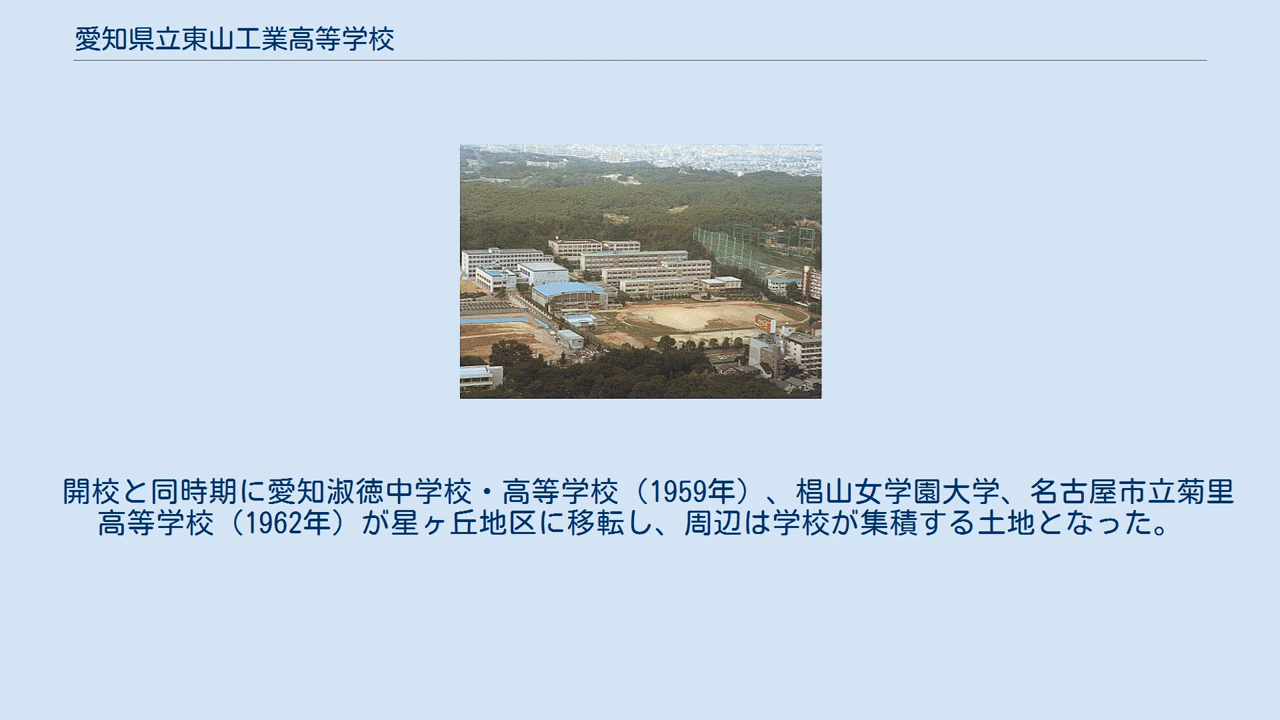 愛知県立東山工業高等学校
開校と同時期に愛知淑徳中学校・高等学校（1959年）、椙山女学園大学、名古屋市立菊里
高等学校（1962年）が星ヶ丘地区に移転し、周辺は学校が集積する土地となった。